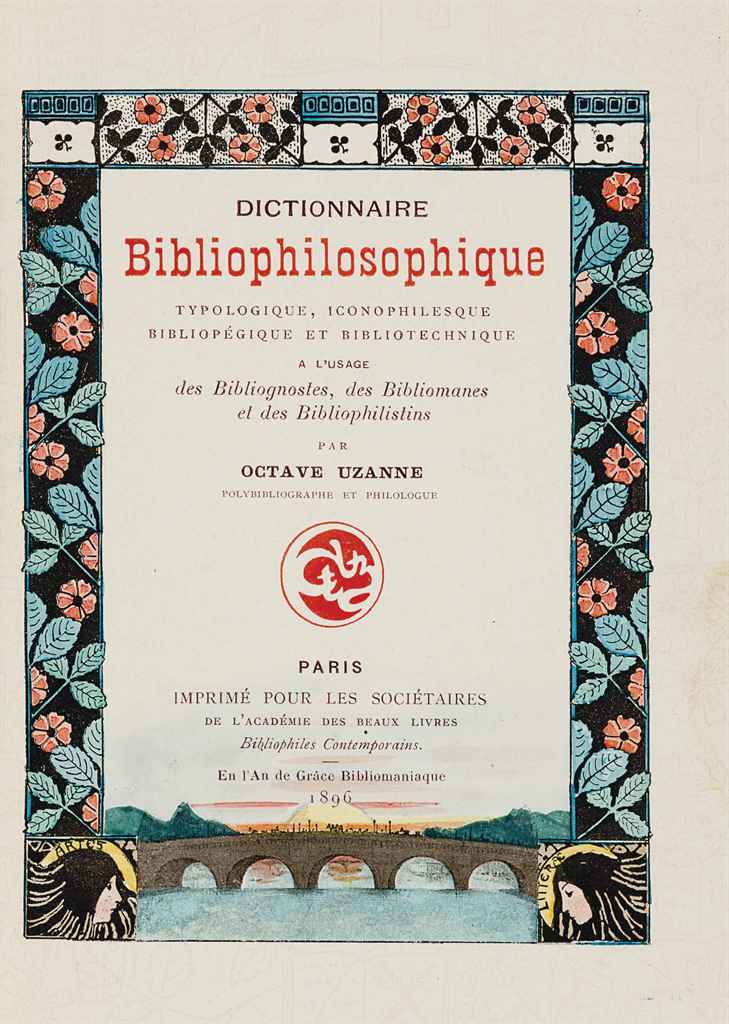 DICTIONNAIRE
Bibliophilosophique
TYPOLOGIQUE, ICONOPHILESQUE
BIBLIOPÉGIQUE ET BIBLIOTECHNIQUE
A L'USAGE
des Bibliognostes, des Bibliomanes
et des Bibliophilistins
PAR
OCTAVE UZANNE
POLYBIBLIOGRAPHE ET PHILOLOGUE
PARIS
IMPRIMÉ POUR LES SOCIÉTAIRES
DE L'ACADÉMIE DES BEAUX LIVRES
Bibliophiles Contemporains.
En l'An de Grâce Bibliomaniaque
1896
ARTES